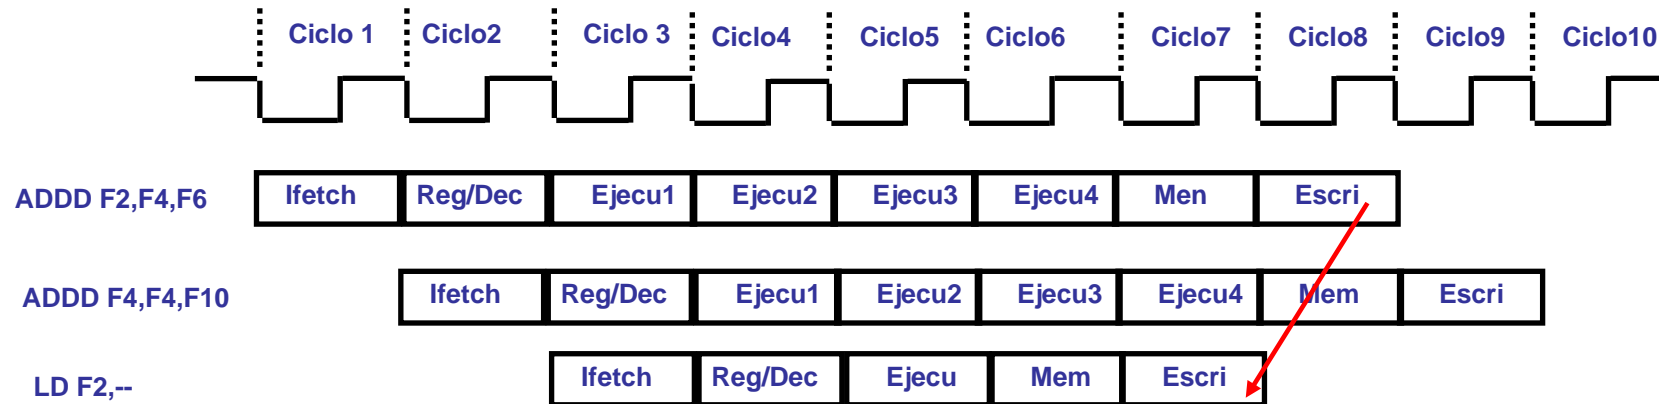 Ciclo 1 Ciclo2 Ciclo 3 Ciclo4 Ciclo5 Ciclo6 Ciclo7 Ciclo8 Ciclo9 Ciclo10
ADDD F2,F4,F6 Ifetch Reg/Dec Ejecu1 Ejecu2 Ejecu3 Ejecu4 Men Escri
ADDD F4,F4,F10 Ifetch Reg/Dec Ejecu1 Ejecu2 Ejecu3 Ejecu4 Mem Escri
LD F2,-- Ifetch Reg/Dec Ejecu Mem Escri